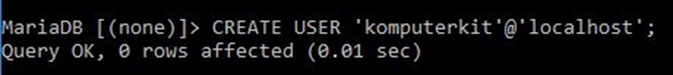 MariaDB [(none)]> CREATE USER 'komputerkit'@'localhost';
Query OK, 0 rows affected (0.01 sec)